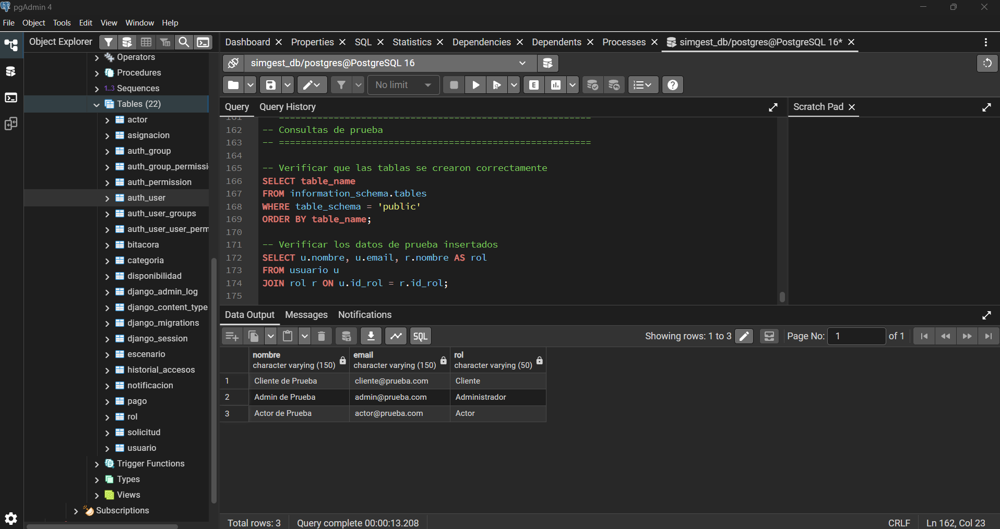 pgAdmin 4
File Object Tools Edit View Window Help
Object Explorer
Dashboard Properties SQL Statistics Dependencies Dependents Processes simgest_db/postgres@PostgreSQL 16*
simgest_db/postgres@PostgreSQL 16
No limit
Operators
Procedures
1..3 Sequences
Tables (22)
actor
asignacion
auth_group
auth_group_permissi
auth_permission
auth_user
auth_user_groups
auth_user_user_perm
bitacora
categoria
disponibilidad
django_admin_log
django_content_type
django_migrations
django_session
escenario
historial_accesos
notificacion
pago
rol
solicitud
usuario
Trigger Functions
Types
Views
Subscriptions
Query Query History
Scratch Pad
161 -- =========================================================
162 -- Consultas de prueba
163 -- =========================================================
164
165 -- Verificar que las tablas se crearon correctamente
166 SELECT table_name
167 FROM information_schema.tables
168 WHERE table_schema = 'public'
169 ORDER BY table_name;
170
171 -- Verificar los datos de prueba insertados
172 SELECT u.nombre, u.email, r.nombre AS rol
173 FROM usuario u
174 JOIN rol r ON u.id_rol = r.id_rol;
175
Data Output Messages Notifications
SQL Showing rows: 1 to 3 Page No: 1 of 1
nombre email rol
character varying (150) character varying (150) character varying (50)
1 Cliente de Prueba cliente@prueba.com Cliente
2 Admin de Prueba admin@prueba.com Administrador
3 Actor de Prueba actor@prueba.com Actor
Total rows: 3 Query complete 00:00:13.208 CRLF Ln 162, Col 23